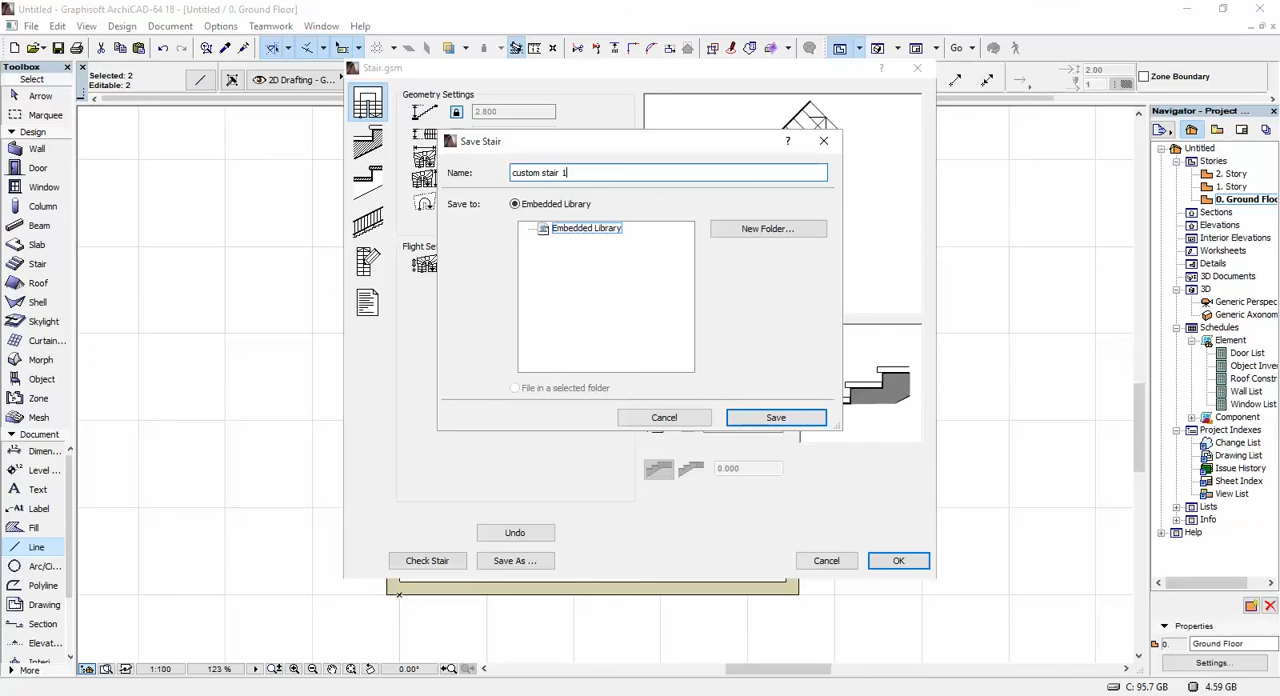 Untitled - Graphisoft ArchiCAD-64 18 - [Untitled / 0. Ground Floor]
File Edit View Design Document Options Teamwork Window Help
Go
Toolbox
Select
Arrow
Marquee
Design
Wall
Door
Window
Column
Beam
Slab
Stair
Roof
Shell
Skylight
Curtain...
Morph
Object
Zone
Mesh
Document
Dimen...
Level ...
Text
Label
Fill
Line
Arc/Ci...
Polyline
Drawing
Section
Elevat...
More
Selected: 2
Editable: 2
2D Drafting - G...
2.00
1
Zone Boundary
Stair.gsm
?
Geometry Settings
2.800
Flight Se
0.000
Undo
Check Stair
Save As ...
Cancel
OK
Save Stair
?
Name:
custom stair 1
Save to:
Embedded Library
Embedded Library
New Folder...
File in a selected folder
Cancel
Save
Navigator - Project ...
Untitled
Stories
2. Story
1. Story
0. Ground Floo
Sections
Elevations
Interior Elevations
Worksheets
Details
3D Documents
3D
Generic Perspe
Generic Axonom
Schedules
Element
Door List
Object Inve
Roof Constr
Wall List
Window List
Component
Project Indexes
Change List
Drawing List
Issue History
Sheet Index
View List
Lists
Info
Help
Properties
0.
Ground Floor
Settings...
1:100
123 %
0.00°
C: 95.7 GB
4.59 GB